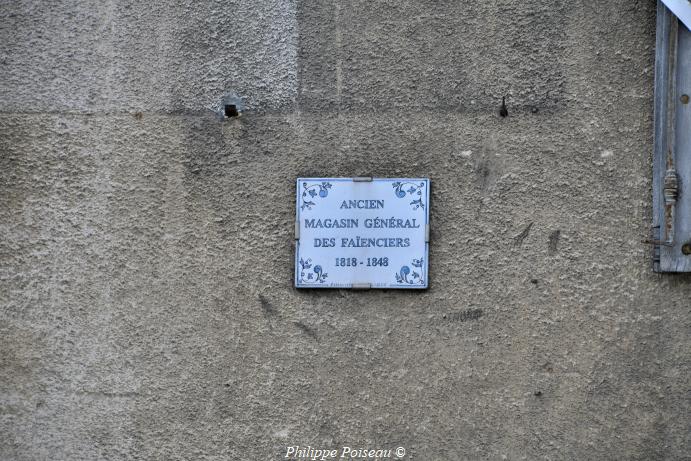 ANCIEN
MAGASIN GÉNÉRAL
DES FAÏENCIERS
1818 - 1848
Philippe Poiseau ©